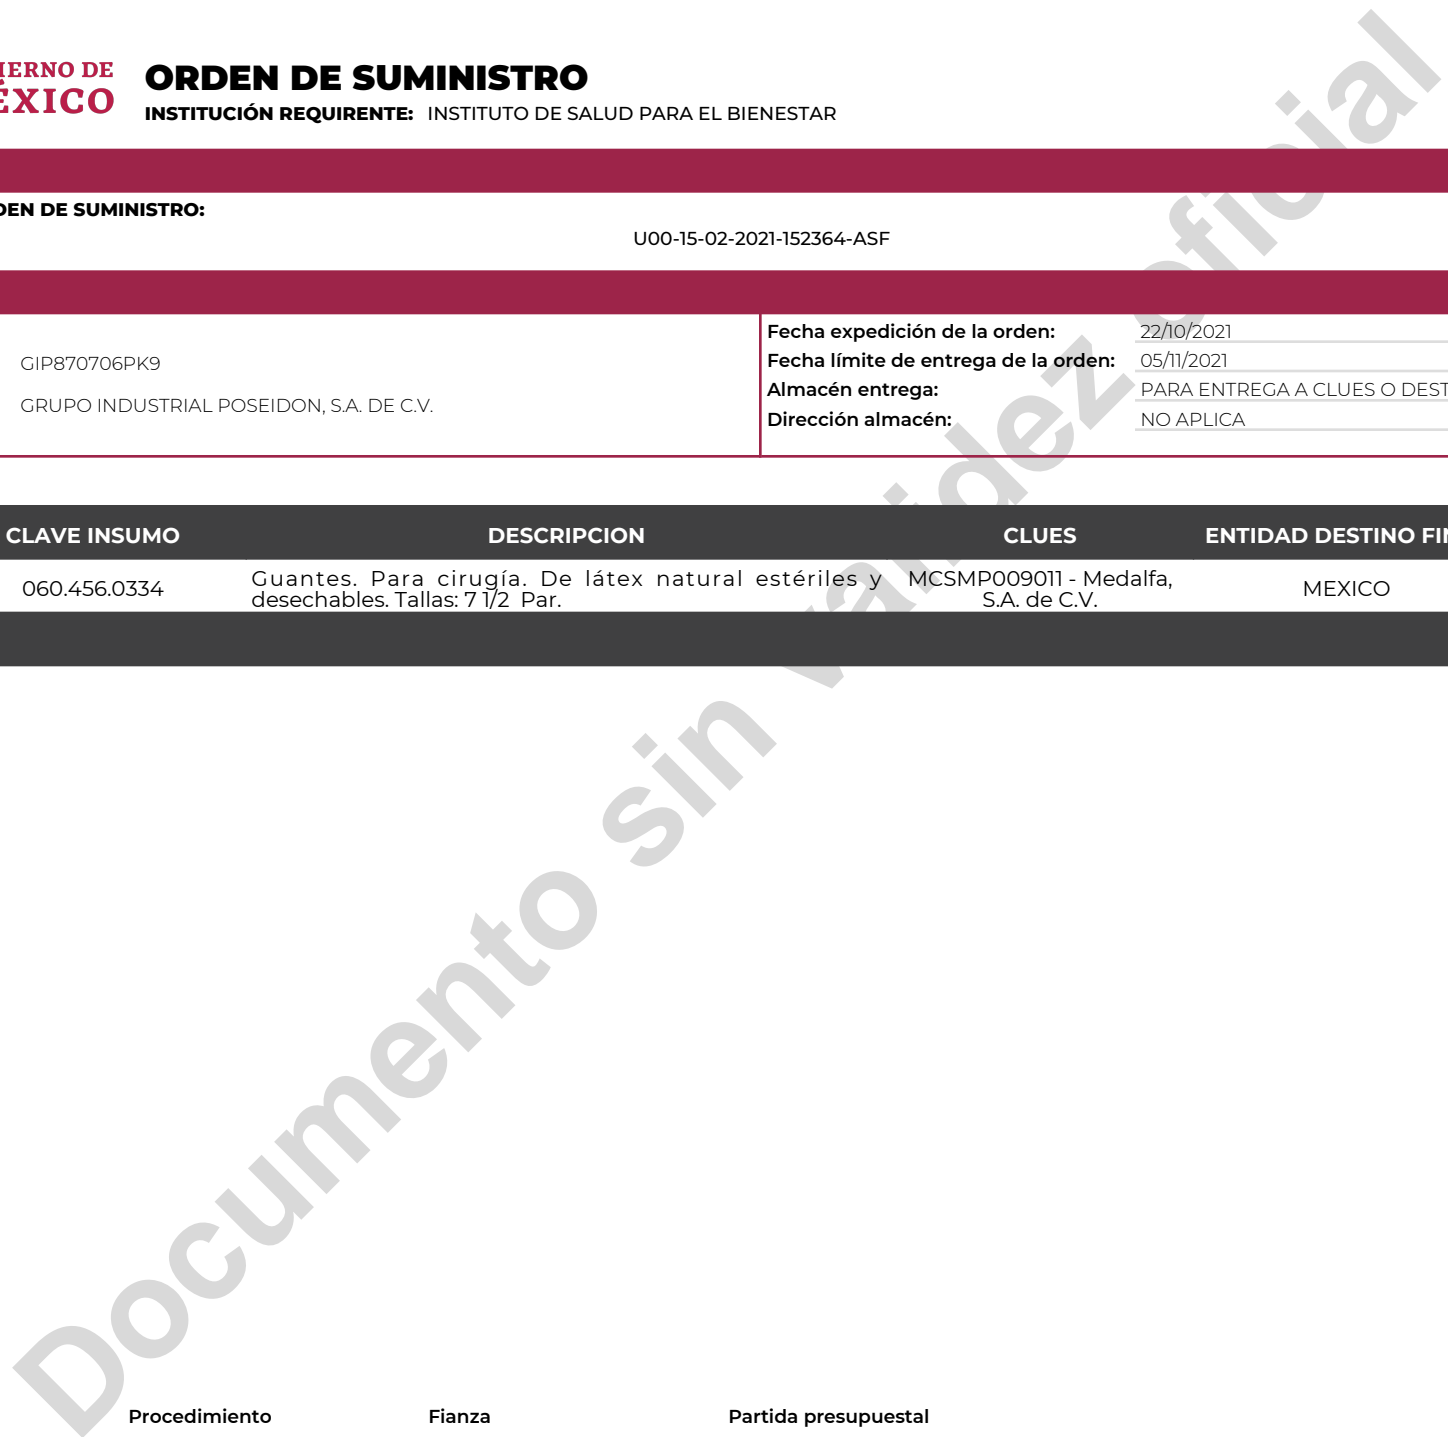 IERNO DE
ÉXICO
ORDEN DE SUMINISTRO
INSTITUCIÓN REQUIRENTE: INSTITUTO DE SALUD PARA EL BIENESTAR
DEN DE SUMINISTRO:
U00-15-02-2021-152364-ASF
GIP870706PK9
GRUPO INDUSTRIAL POSEIDON, S.A. DE C.V.
Fecha expedición de la orden: 22/10/2021
Fecha límite de entrega de la orden: 05/11/2021
Almacén entrega: PARA ENTREGA A CLUES O DEST
Dirección almacén: NO APLICA
CLAVE INSUMO DESCRIPCION CLUES ENTIDAD DESTINO FIN
060.456.0334 Guantes. Para cirugía. De látex natural estériles y MCSMP009011 - Medalfa, MEXICO
desechables. Tallas: 7 1/2 Par. S.A. de C.V.
Documento sin validez oficial
Procedimiento Fianza Partida presupuestal